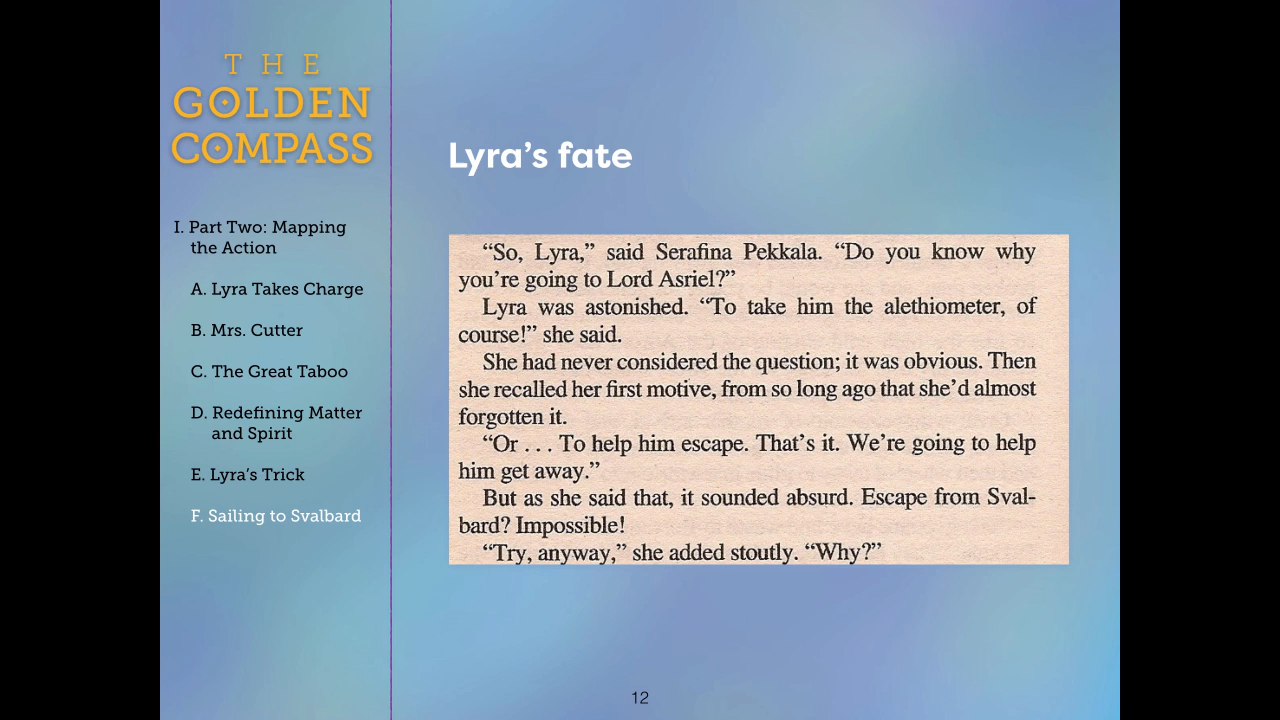 THE
GOLDEN
COMPASS
I. Part Two: Mapping
the Action
A. Lyra Takes Charge
B. Mrs. Cutter
C. The Great Taboo
D. Redefining Matter
and Spirit
E. Lyra's Trick
F. Sailing to Svalbard
Lyra's fate
“So, Lyra,” said Serafina Pekkala. “Do you know why
you're going to Lord Asriel?”
Lyra was astonished. “To take him the alethiometer, of
course!” she said.
She had never considered the question; it was obvious. Then
she recalled her first motive, from so long ago that she'd almost
forgotten it.
“Or . . . To help him escape. That's it. We're going to help
him get away.”
But as she said that, it sounded absurd. Escape from Sval-
bard? Impossible!
“Try, anyway,” she added stoutly. “Why?”
12